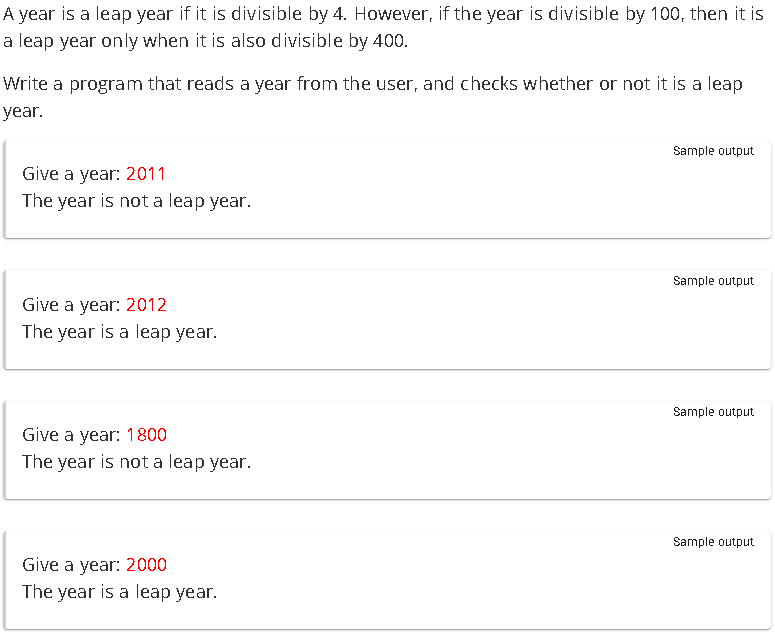 A year is a leap year if it is divisible by 4. However, if the year is divisible by 100, then it is
a leap year only when it is also divisible by 400.
Write a program that reads a year from the user, and checks whether or not it is a leap
year.
Sample output
Give a year: 2011
The year is not a leap year.
Sample output
Give a year: 2012
The year is a leap year.
Sample output
Give a year: 1800
The year is not a leap year.
Sample output
Give a year: 2000
The year is a leap year.